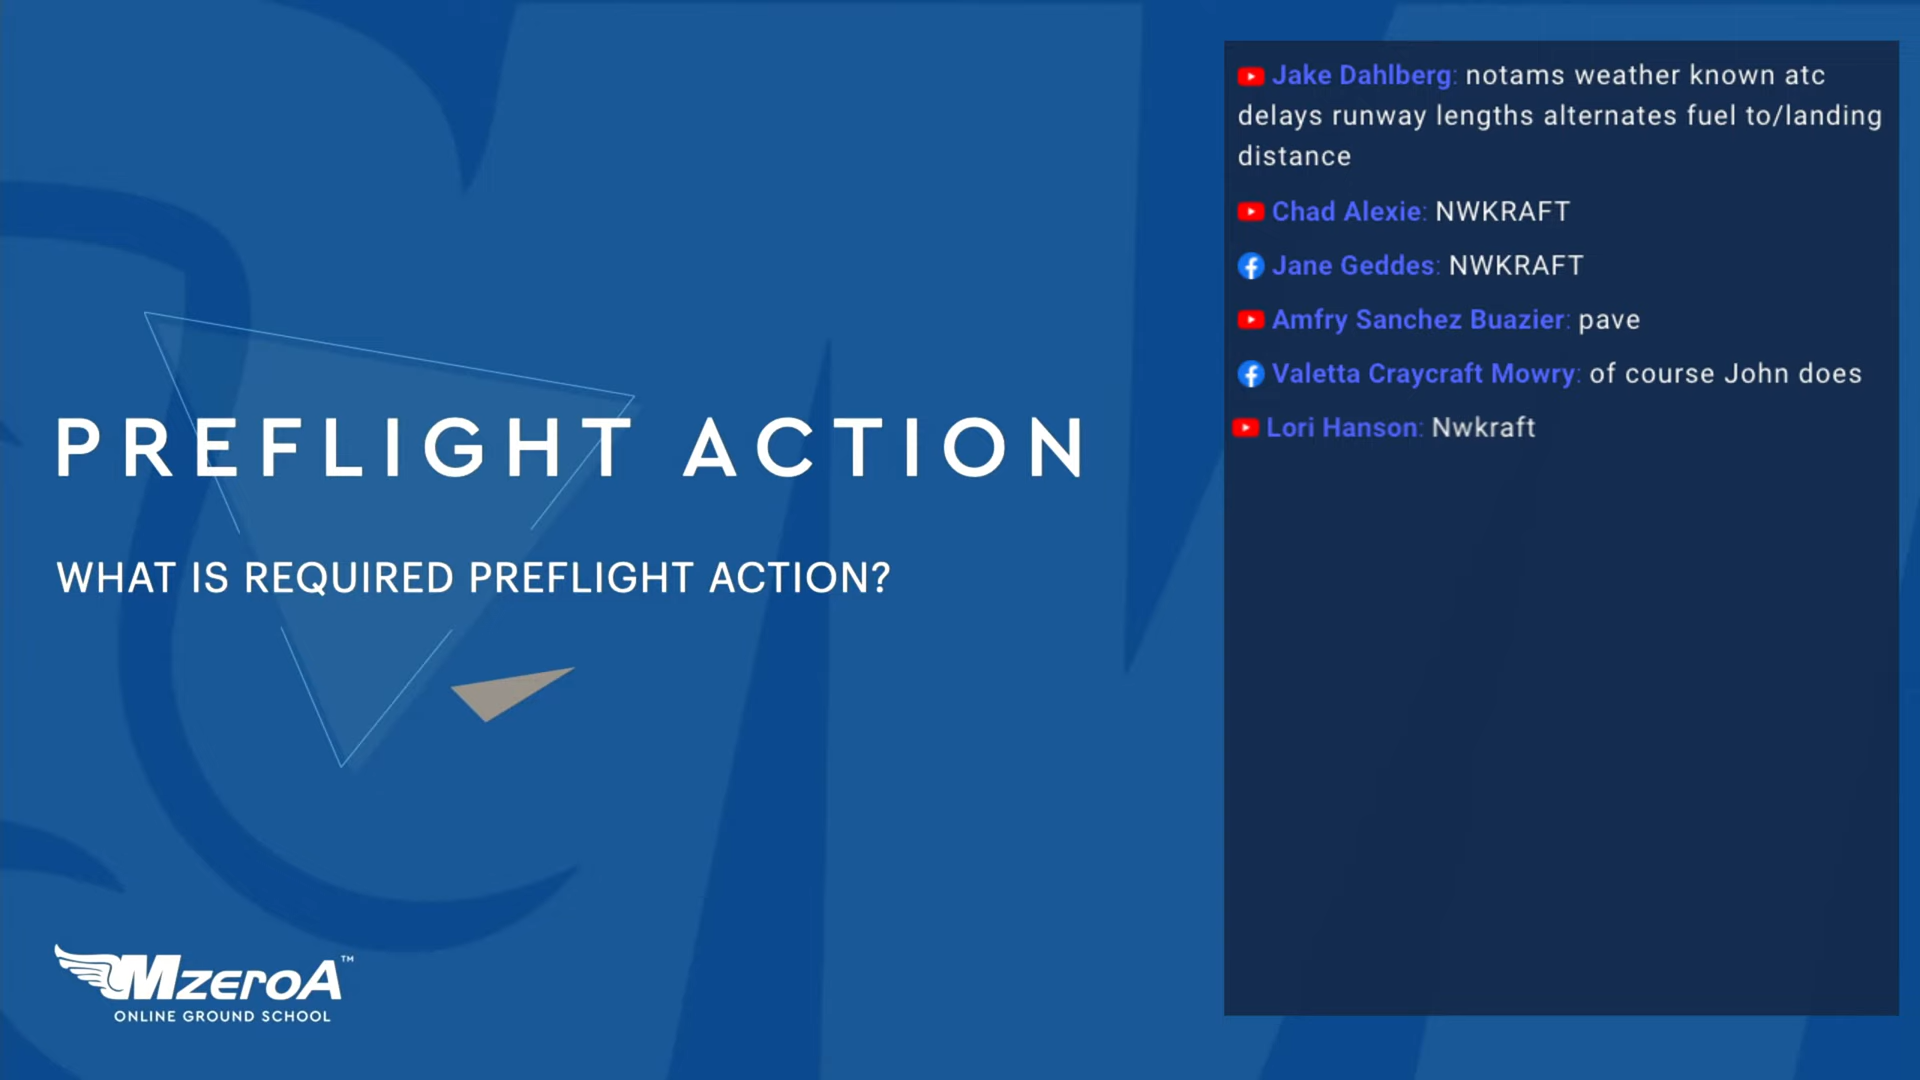 PREFLIGHT ACTION
WHAT IS REQUIRED PREFLIGHT ACTION?
MzeroA™
ONLINE GROUND SCHOOL
Jake Dahlberg: notams weather known atc
delays runway lengths alternates fuel to/landing
distance
Chad Alexie: NWKRAFT
Jane Geddes: NWKRAFT
Amfry Sanchez Buazier: pave
Valetta Craycraft Mowry: of course John does
Lori Hanson: Nwkraft